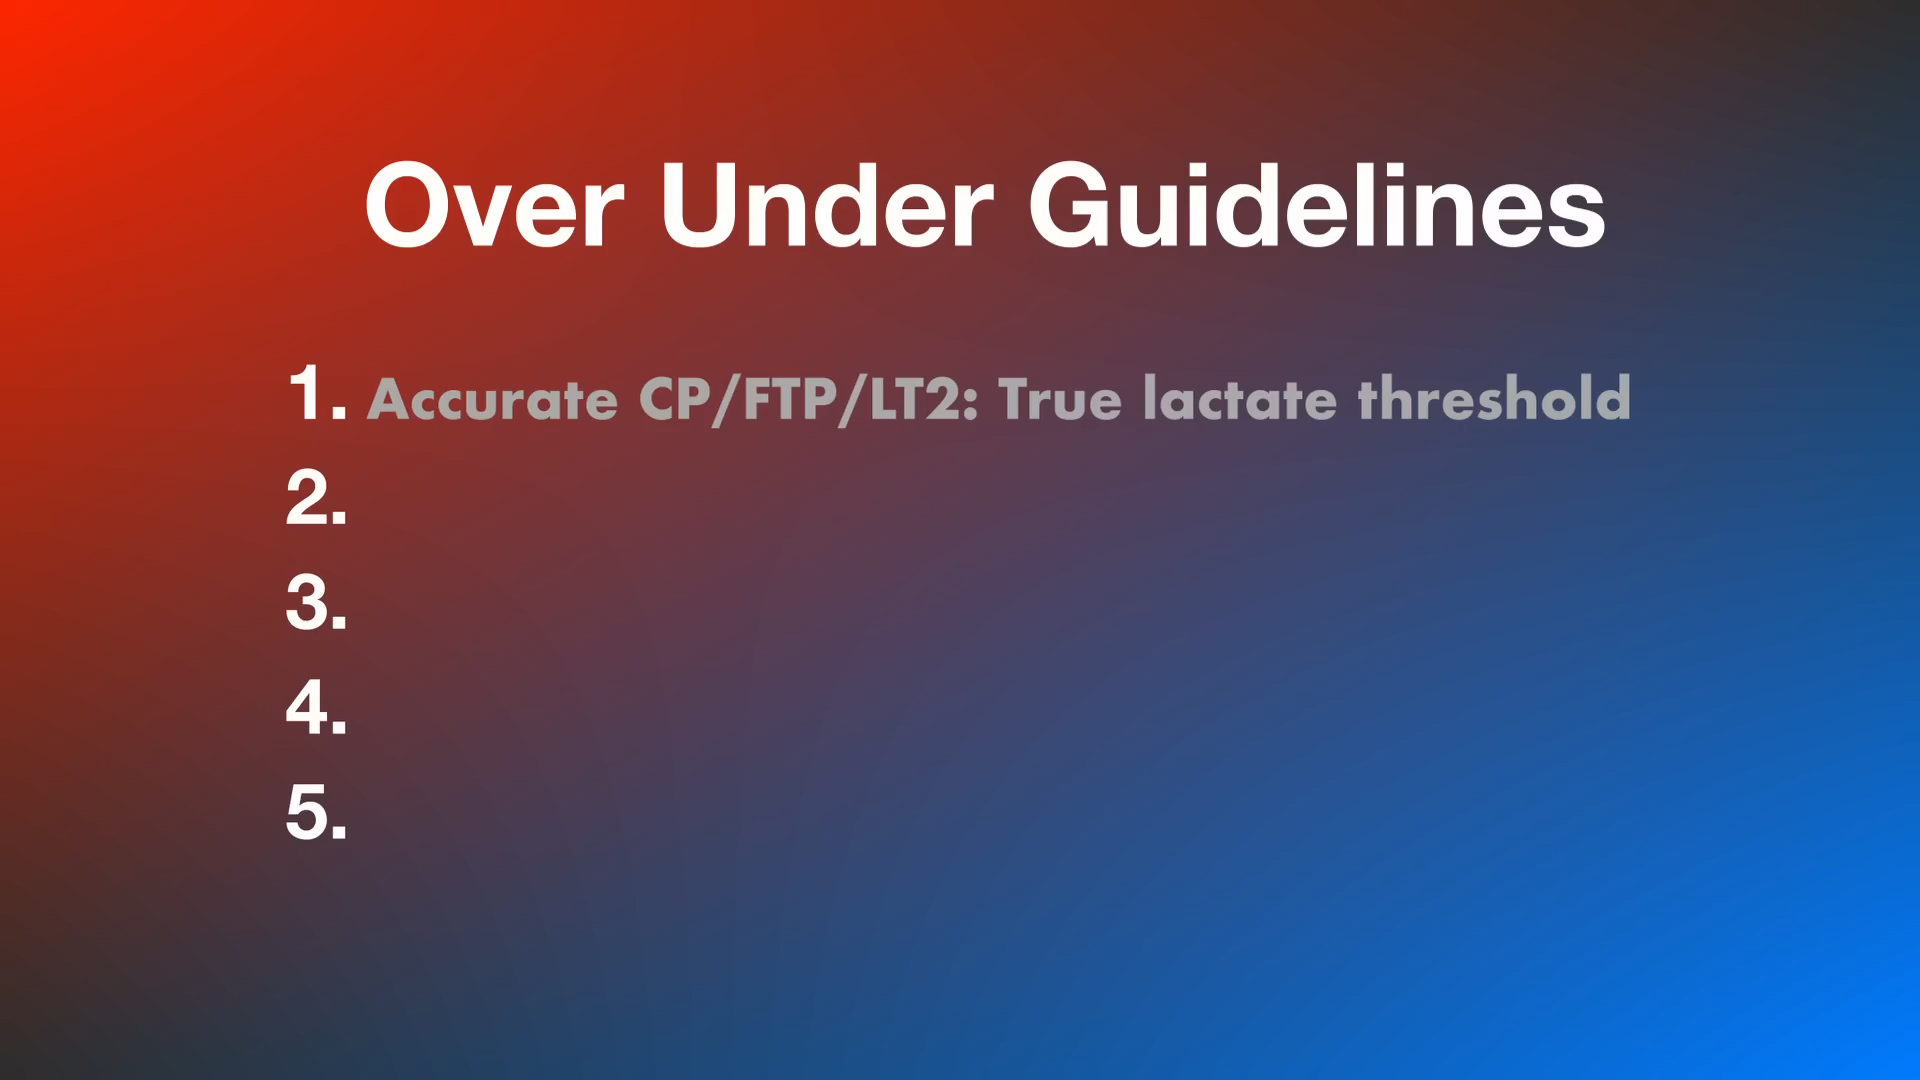 Over Under Guidelines
1. Accurate CP/FTP/LT2: True lactate threshold
2.
3.
4.
5.